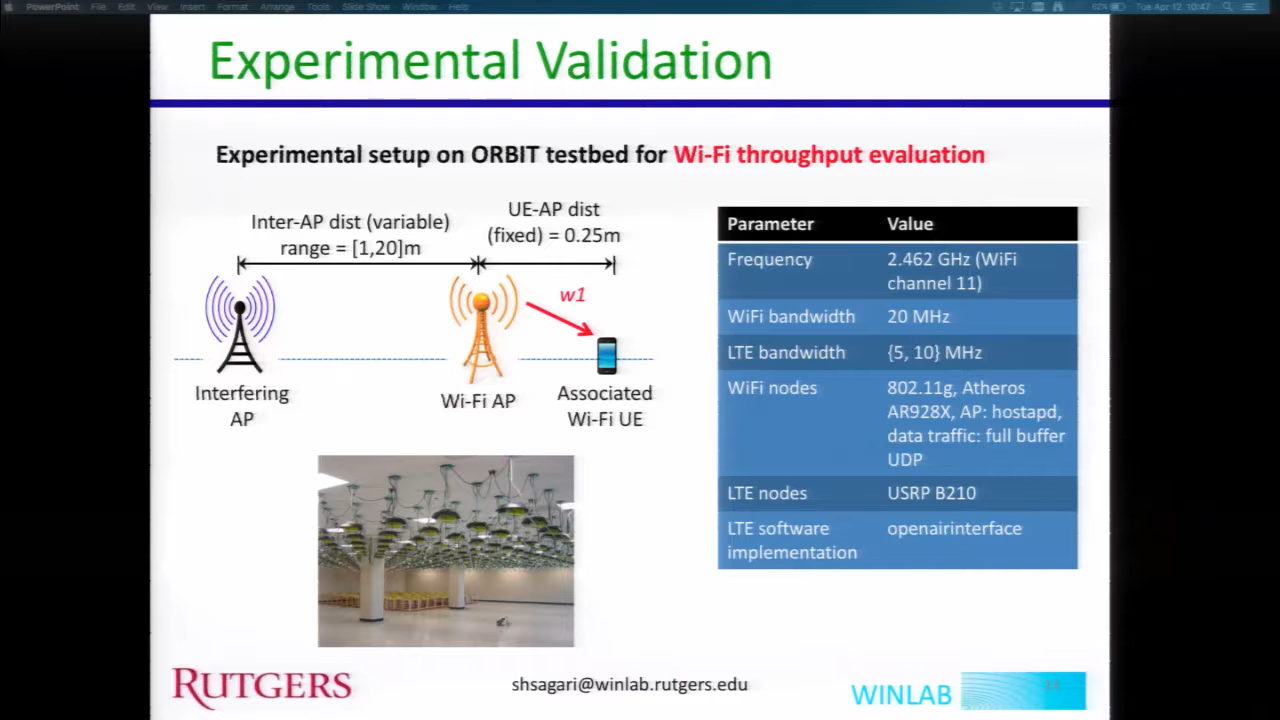 PowerPoint File Edit View Insert Format Arrange Tools Slide Show Window Help
Tue Apr 12 10:47
Experimental Validation
Experimental setup on ORBIT testbed for Wi-Fi throughput evaluation
Inter-AP dist (variable)
range = [1,20]m
UE-AP dist
(fixed) = 0.25m
w1
Interfering
AP
Wi-Fi AP
Associated
Wi-Fi UE
Parameter Value
Frequency 2.462 GHz (WiFi
channel 11)
WiFi bandwidth 20 MHz
LTE bandwidth {5, 10} MHz
WiFi nodes 802.11g, Atheros
AR928X, AP: hostapd,
data traffic: full buffer
UDP
LTE nodes USRP B210
LTE software openairinterface
implementation
RUTGERS
shsagari@winlab.rutgers.edu
WINLAB